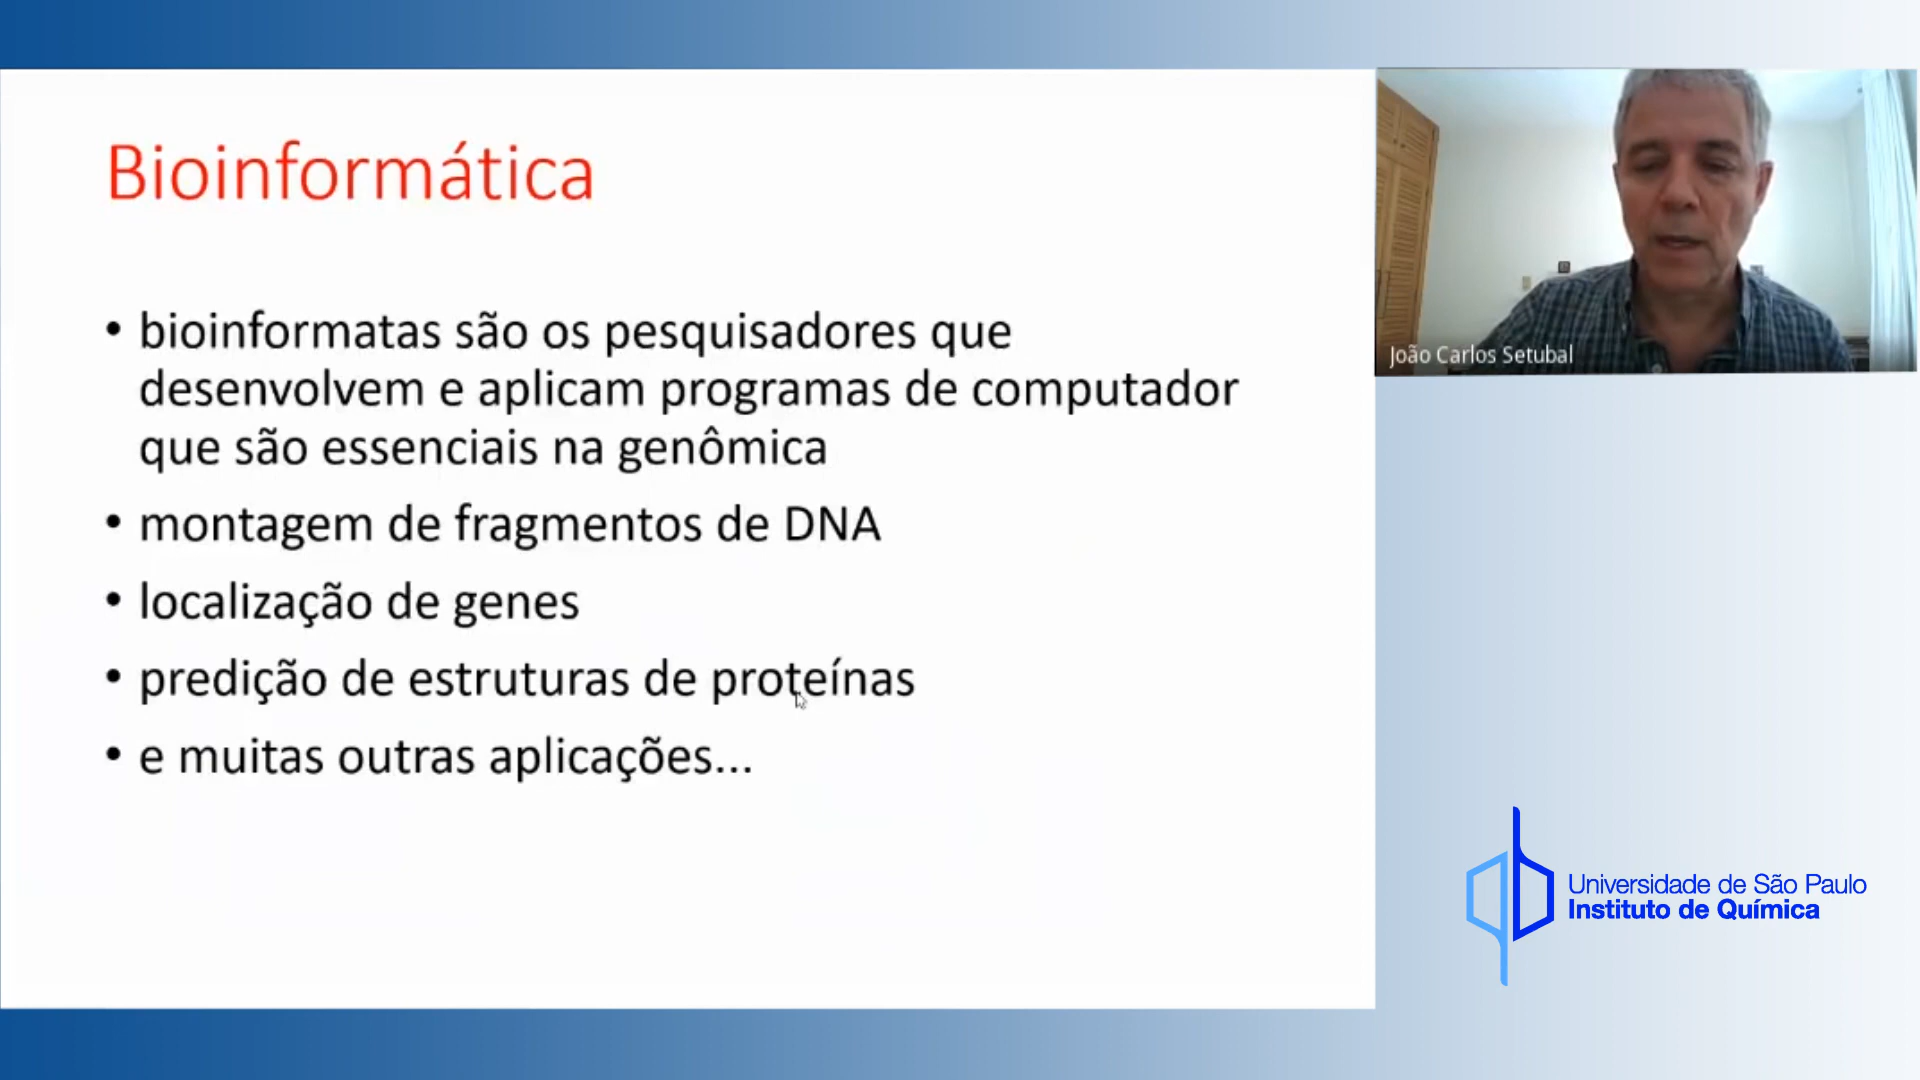 Bioinformática
• bioinformatas são os pesquisadores que
desenvolvem e aplicam programas de computador
que são essenciais na genômica
• montagem de fragmentos de DNA
• localização de genes
• predição de estruturas de proteínas
• e muitas outras aplicações...
João Carlos Setubal
Universidade de São Paulo
Instituto de Química